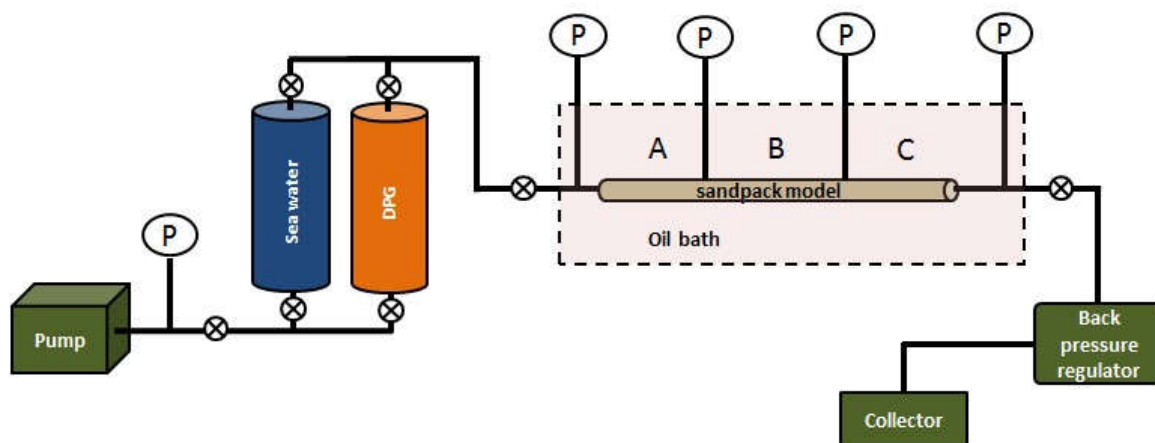 P
P
P
P
A
B
C
sandpack model
Oil bath
Sea water
DPG
P
Pump
Back
pressure
regulator
Collector